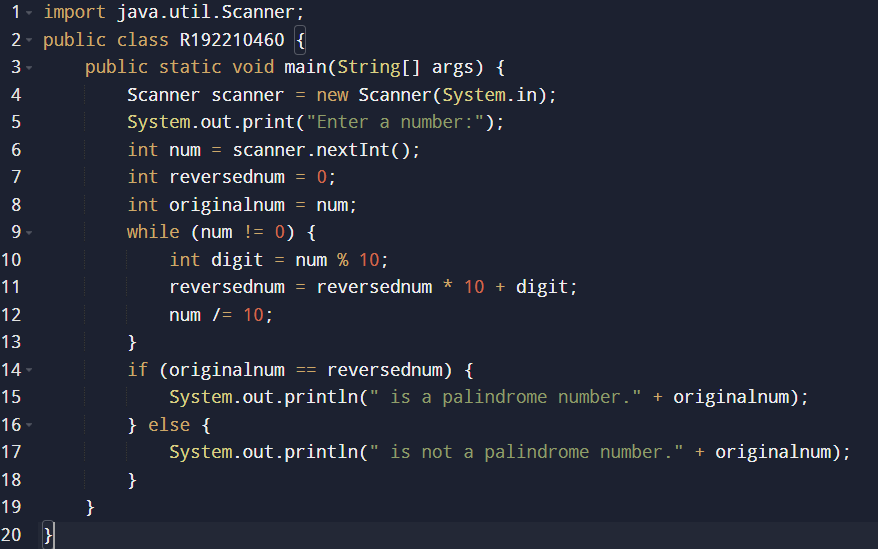 1 import java.util.Scanner;
2 public class R192210460 {
3     public static void main(String[] args) {
4         Scanner scanner = new Scanner(System.in);
5         System.out.print("Enter a number:");
6         int num = scanner.nextInt();
7         int reversednum = 0;
8         int originalnum = num;
9         while (num != 0) {
10             int digit = num % 10;
11             reversednum = reversednum * 10 + digit;
12             num /= 10;
13         }
14         if (originalnum == reversednum) {
15             System.out.println(" is a palindrome number." + originalnum);
16         } else {
17             System.out.println(" is not a palindrome number." + originalnum);
18         }
19     }
20 }